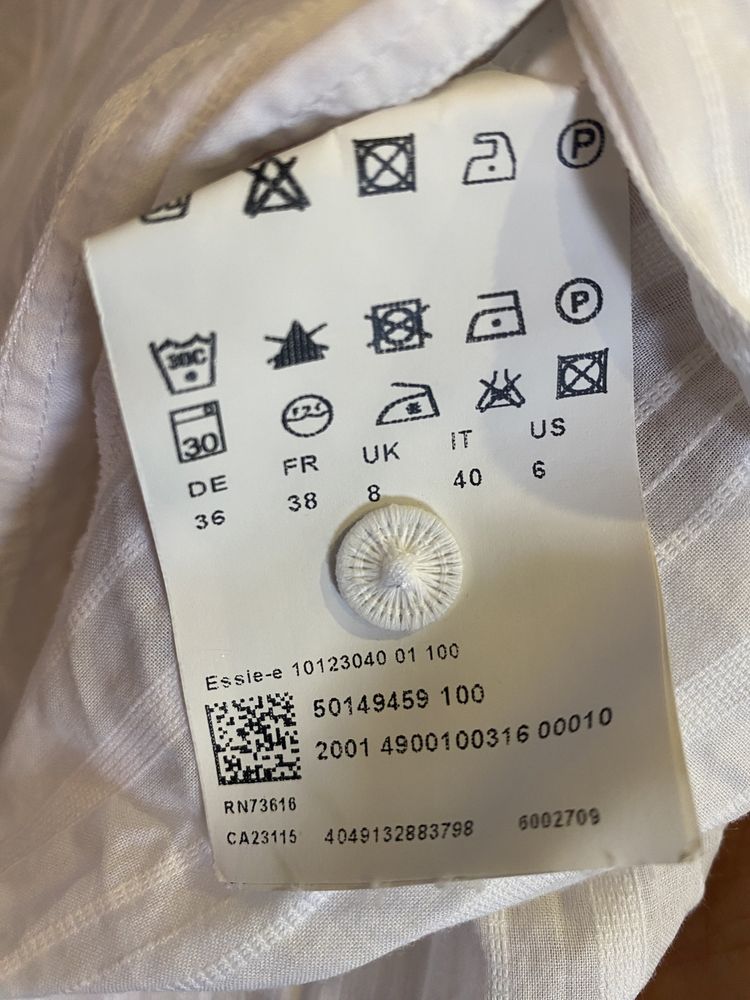 P
30C P
30
DE FR UK IT US
36 38 8 40 6
Essie-e 10123040 01 100
50149459 100
2001 4900100316 00010
RN73616
CA23115 4049132883798 6002709